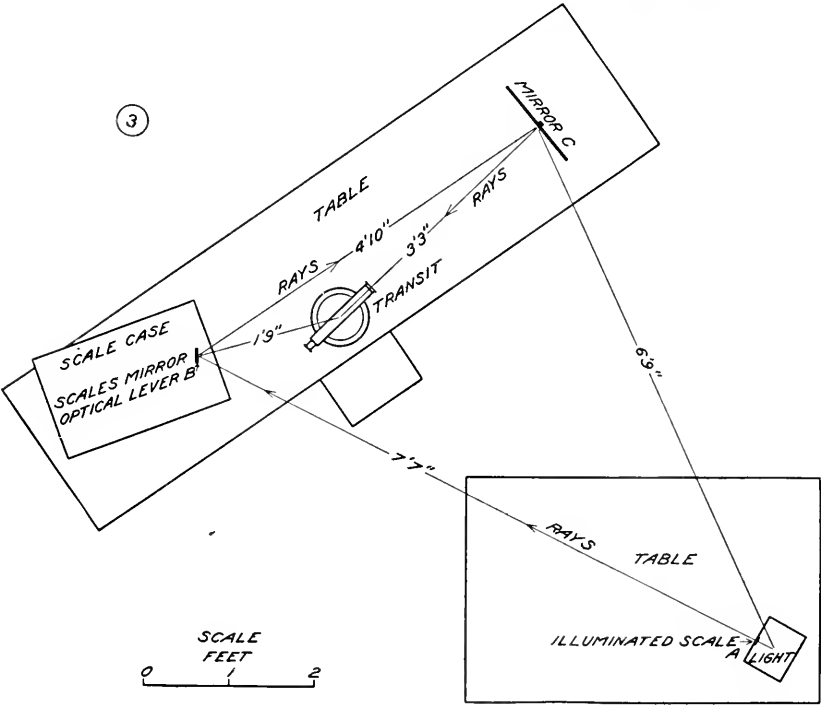 3
MIRROR C
TABLE
RAYS
RAYS
4'10"
3'3"
TRANSIT
1'9"
SCALE CASE
SCALES MIRROR
OPTICAL LEVER B
6'9"
7'7"
RAYS
TABLE
ILLUMINATED SCALE
A
LIGHT
SCALE
FEET
0 1 2